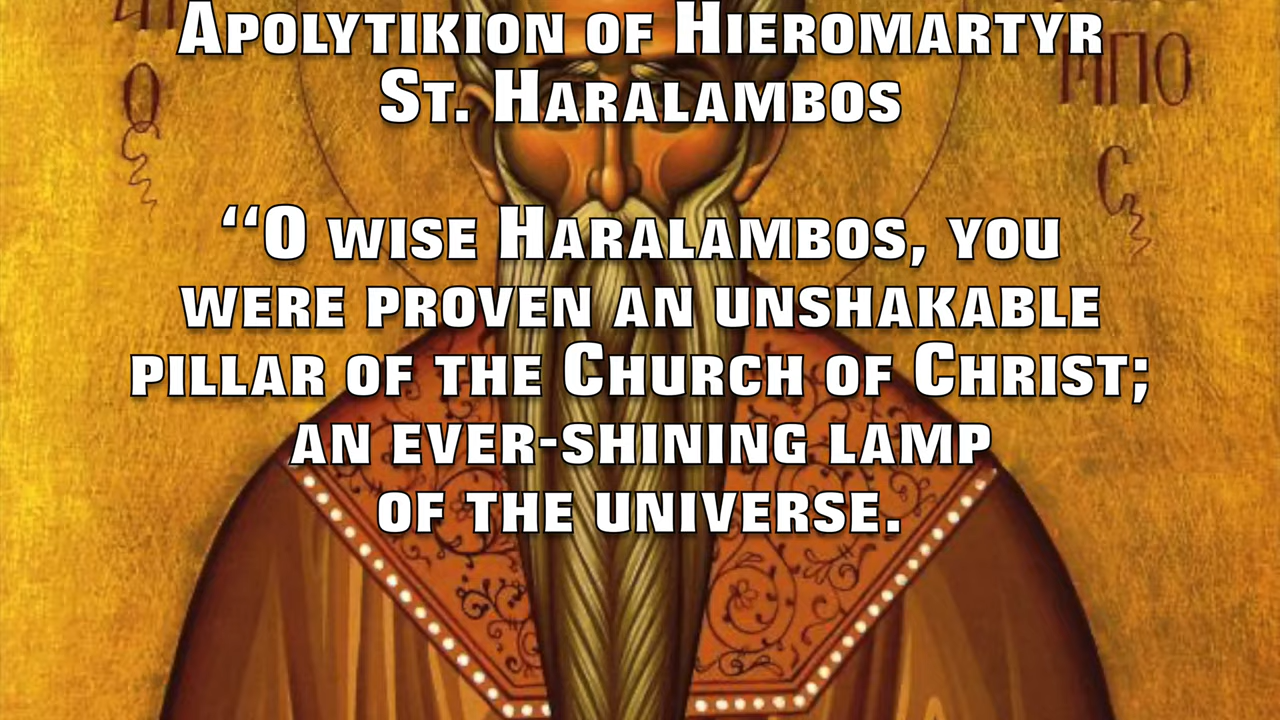 Apolytikion of Hieromartyr
St. Haralambos
“O wise Haralambos, you
were proven an unshakable
pillar of the Church of Christ;
an ever-shining lamp
of the universe.
Ο
C
ΜΠΟ
C